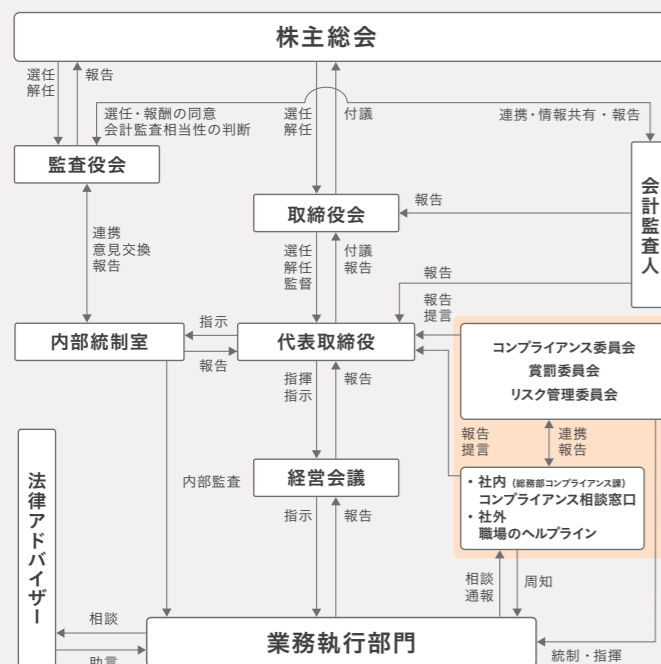 株主総会
選任
解任
報告
選任・報酬の同意
会計監査相当性の判断
選任
解任
付議
連携・情報共有・報告
監査役会
会計監査人
取締役会
報告
連携
意見交換
報告
選任
解任
監督
付議
報告
報告
報告
提言
指示
内部統制室
代表取締役
報告
コンプライアンス委員会
賞罰委員会
リスク管理委員会
指揮
指示
報告
報告
提言
連携
報告
法律アドバイザー
内部監査
経営会議
・社内（総務部コンプライアンス課）
コンプライアンス相談窓口
・社外
職場のヘルプライン
指示
報告
相談
通報
周知
相談
業務執行部門
助言
統制・指揮